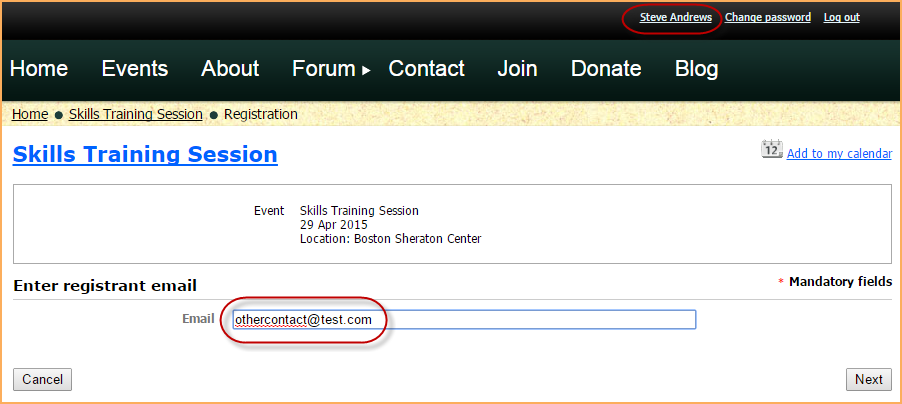 Steve Andrews Change password Log out
Home Events About Forum ▸ Contact Join Donate Blog
Home ● Skills Training Session ● Registration
Skills Training Session
12 Add to my calendar
Event Skills Training Session
29 Apr 2015
Location: Boston Sheraton Center
Enter registrant email
* Mandatory fields
Email othercontact@test.com
Cancel Next